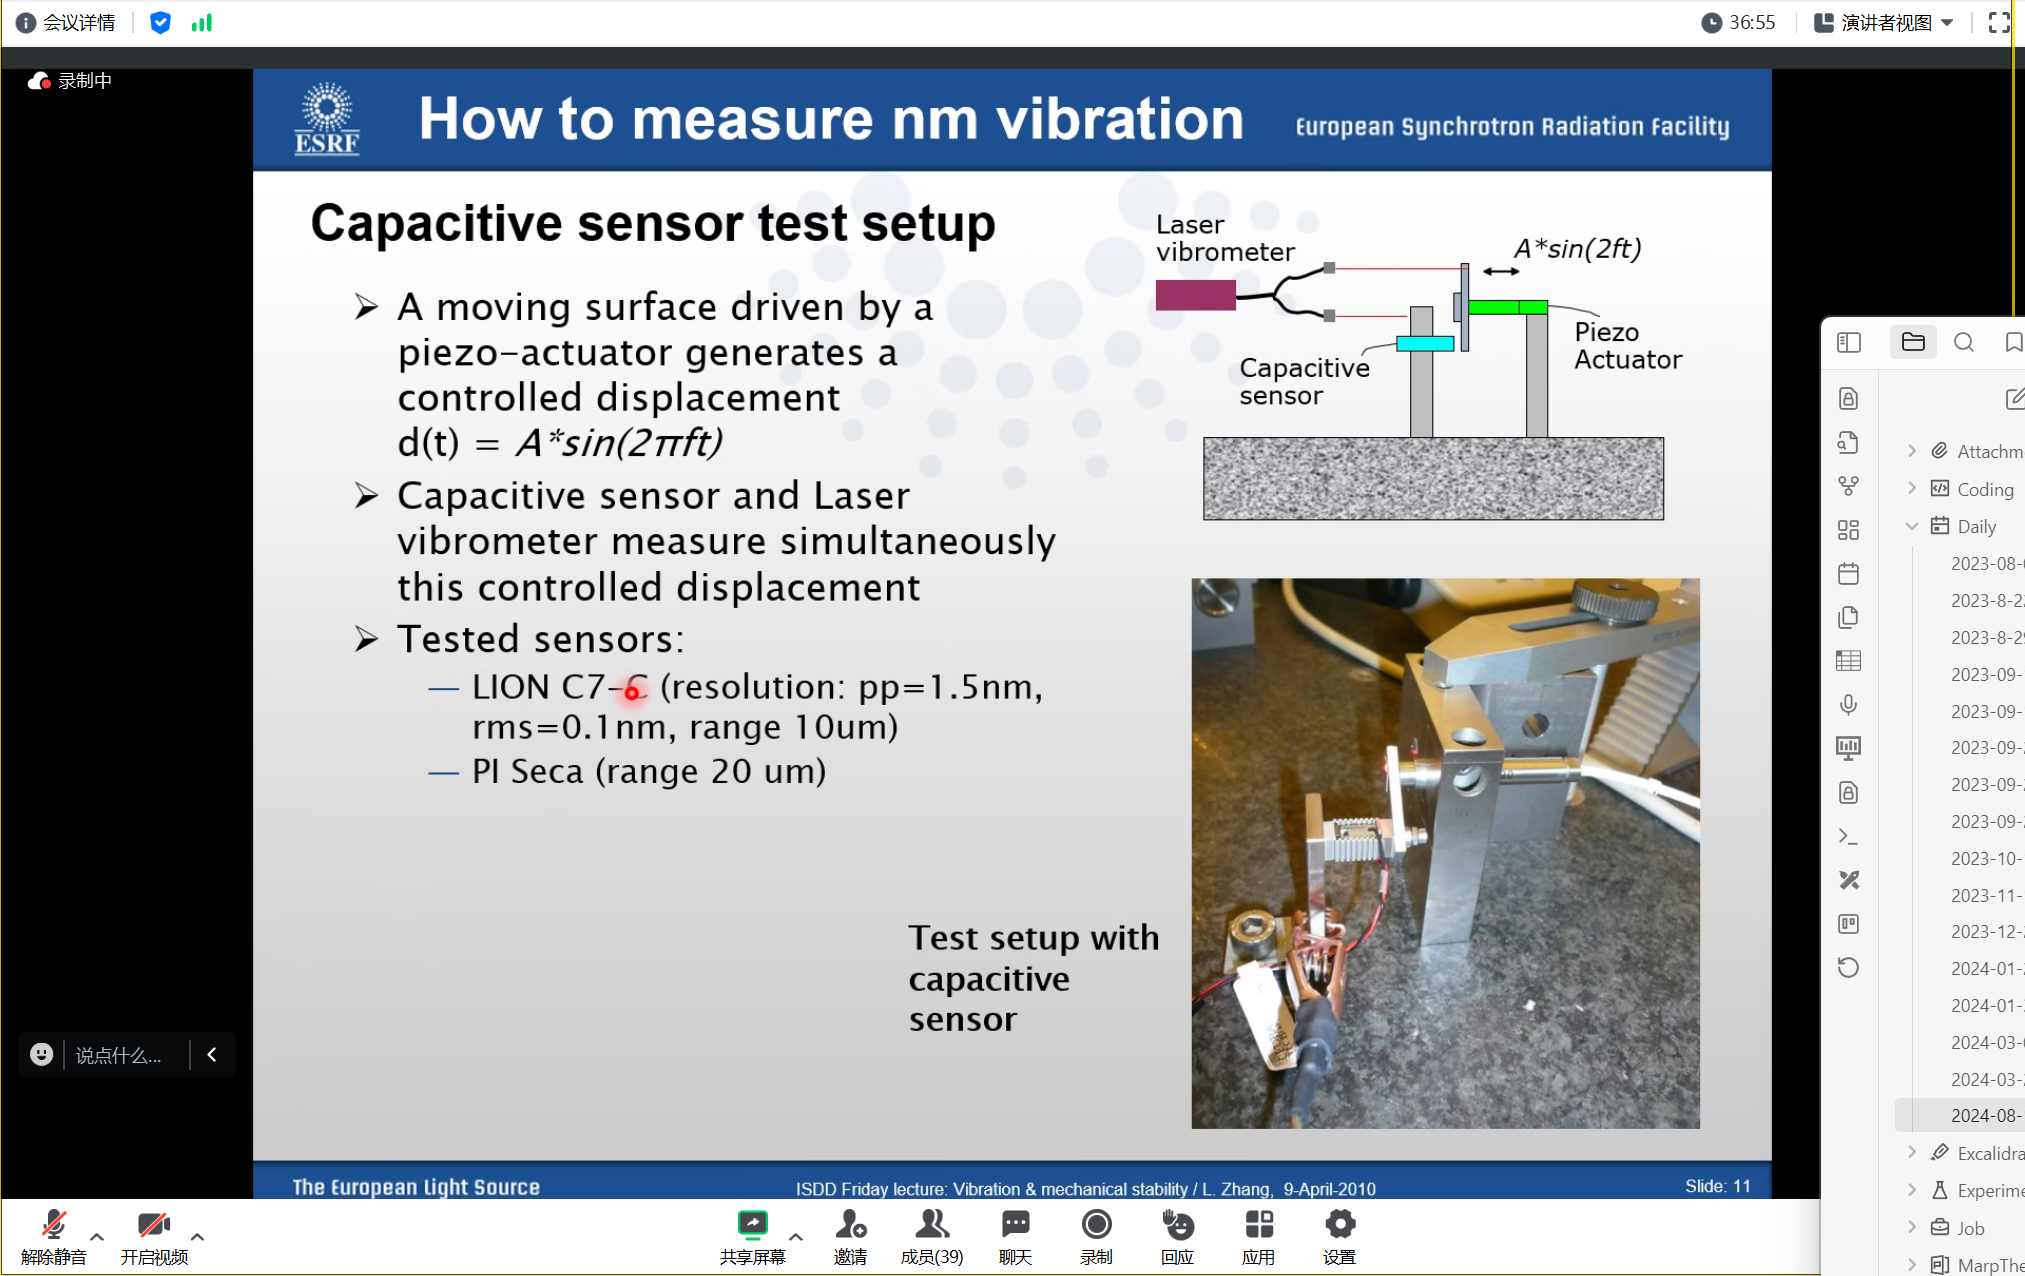 会议详情
36:55
演讲者视图
录制中
ESRF
How to measure nm vibration
European Synchrotron Radiation Facility
Capacitive sensor test setup
A moving surface driven by a
piezo-actuator generates a
controlled displacement
d(t) = A*sin(2πft)
Capacitive sensor and Laser
vibrometer measure simultaneously
this controlled displacement
Tested sensors:
— LION C7-C (resolution: pp=1.5nm,
rms=0.1nm, range 10um)
— PI Seca (range 20 um)
Laser
vibrometer
A*sin(2ft)
Capacitive
sensor
Piezo
Actuator
Test setup with
capacitive
sensor
The European Light Source
ISDD Friday lecture: Vibration & mechanical stability / L. Zhang, 9-April-2010
Slide: 11
说点什么...
解除静音
开启视频
共享屏幕
邀请
成员(39)
聊天
录制
回应
应用
设置
Attachm
Coding
Daily
2023-08-
2023-8-2
2023-8-29
2023-09-
2023-09-
2023-09-
2023-09-
2023-09-
2023-10-
2023-11-
2023-12-
2024-01-
2024-01-
2024-03-
2024-03-
2024-08-
Excalidra
Experime
Job
MarpThe